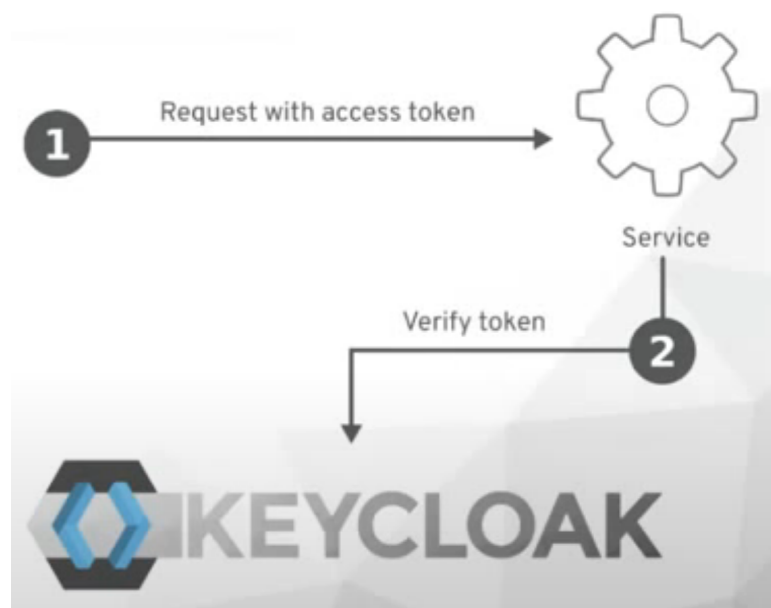 Request with access token
1
Service
Verify token
2
KEYCLOAK